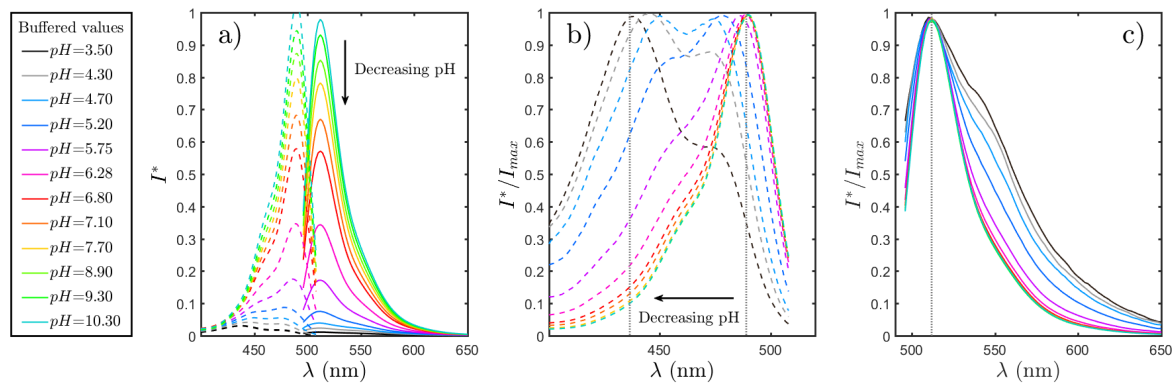 Buffered values
pH=3.50
pH=4.30
pH=4.70
pH=5.20
pH=5.75
pH=6.28
pH=6.80
pH=7.10
pH=7.70
pH=8.90
pH=9.30
pH=10.30
a)
Decreasing pH
I*
1
0.9
0.8
0.7
0.6
0.5
0.4
0.3
0.2
0.1
0
450 500 550 600 650
λ (nm)
b)
Decreasing pH
I*/Imax
1
0.9
0.8
0.7
0.6
0.5
0.4
0.3
0.2
0.1
0
450 500
λ (nm)
c)
I*/Imax
1
0.9
0.8
0.7
0.6
0.5
0.4
0.3
0.2
0.1
0
500 550 600 650
λ (nm)